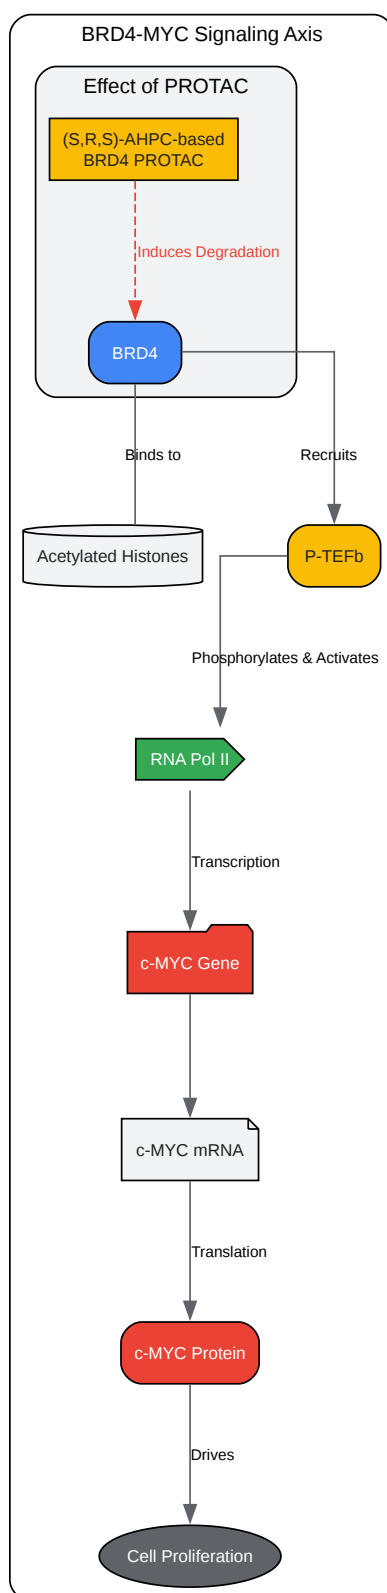 BRD4-MYC Signaling Axis
Effect of PROTAC
(S,R,S)-AHPC-based
BRD4 PROTAC
Induces Degradation
BRD4
Binds to
Recruits
Acetylated Histones
P-TEFb
Phosphorylates & Activates
RNA Pol II
Transcription
c-MYC Gene
c-MYC mRNA
Translation
c-MYC Protein
Drives
Cell Proliferation